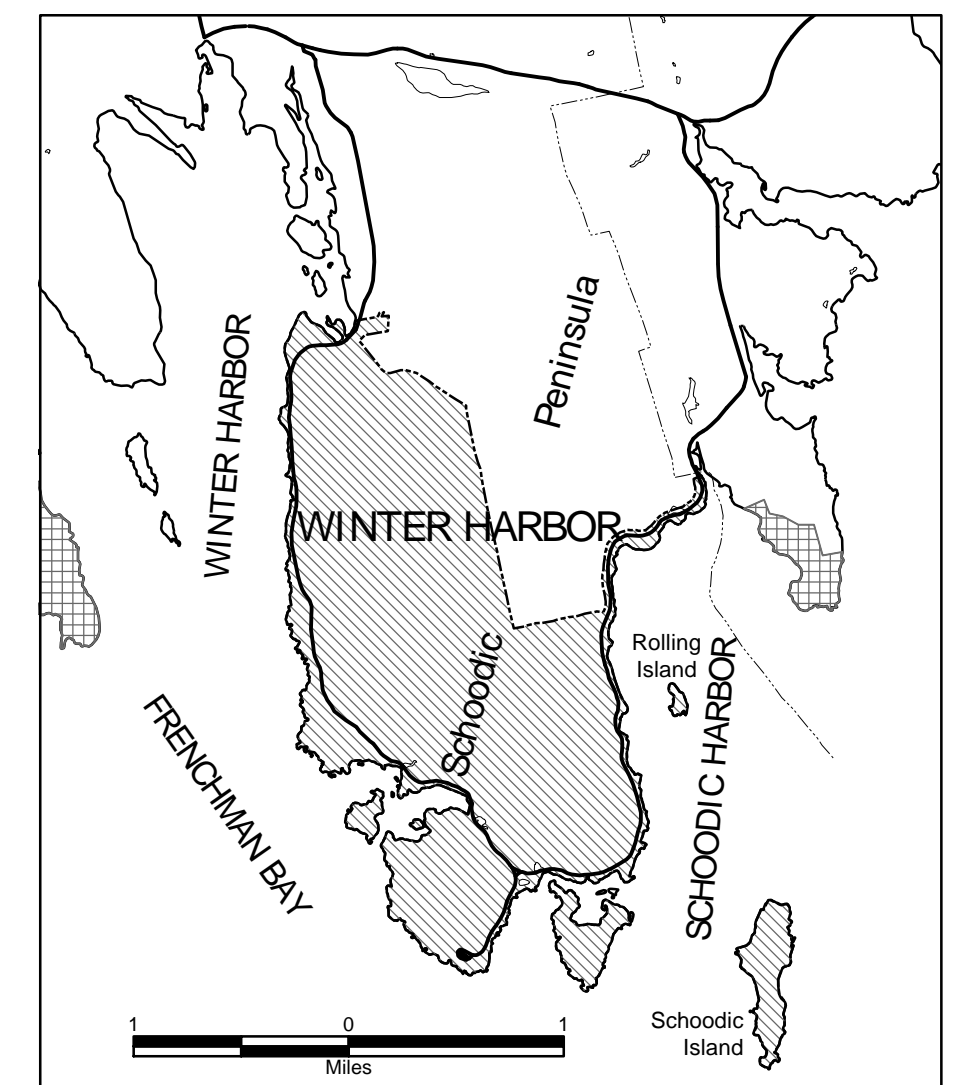 WINTER HARBOR
Peninsula
WINTER HARBOR
Schoodic
Rolling
Island
FRENCHMAN BAY
SCHOODIC HARBOR
Schoodic
Island
1 0 1
Miles